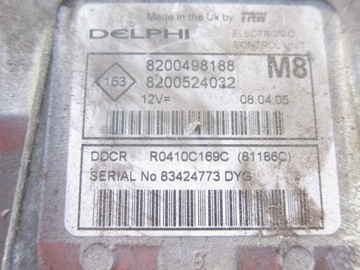 Made in the Uk by TRW
DELPHI ELECTRONIC CONTROL UNIT
8200498188 M8
153 8200524032
12V= 08.04.05
DDCR R0410C169C (81186C)
SERIAL No 83424773 DYG